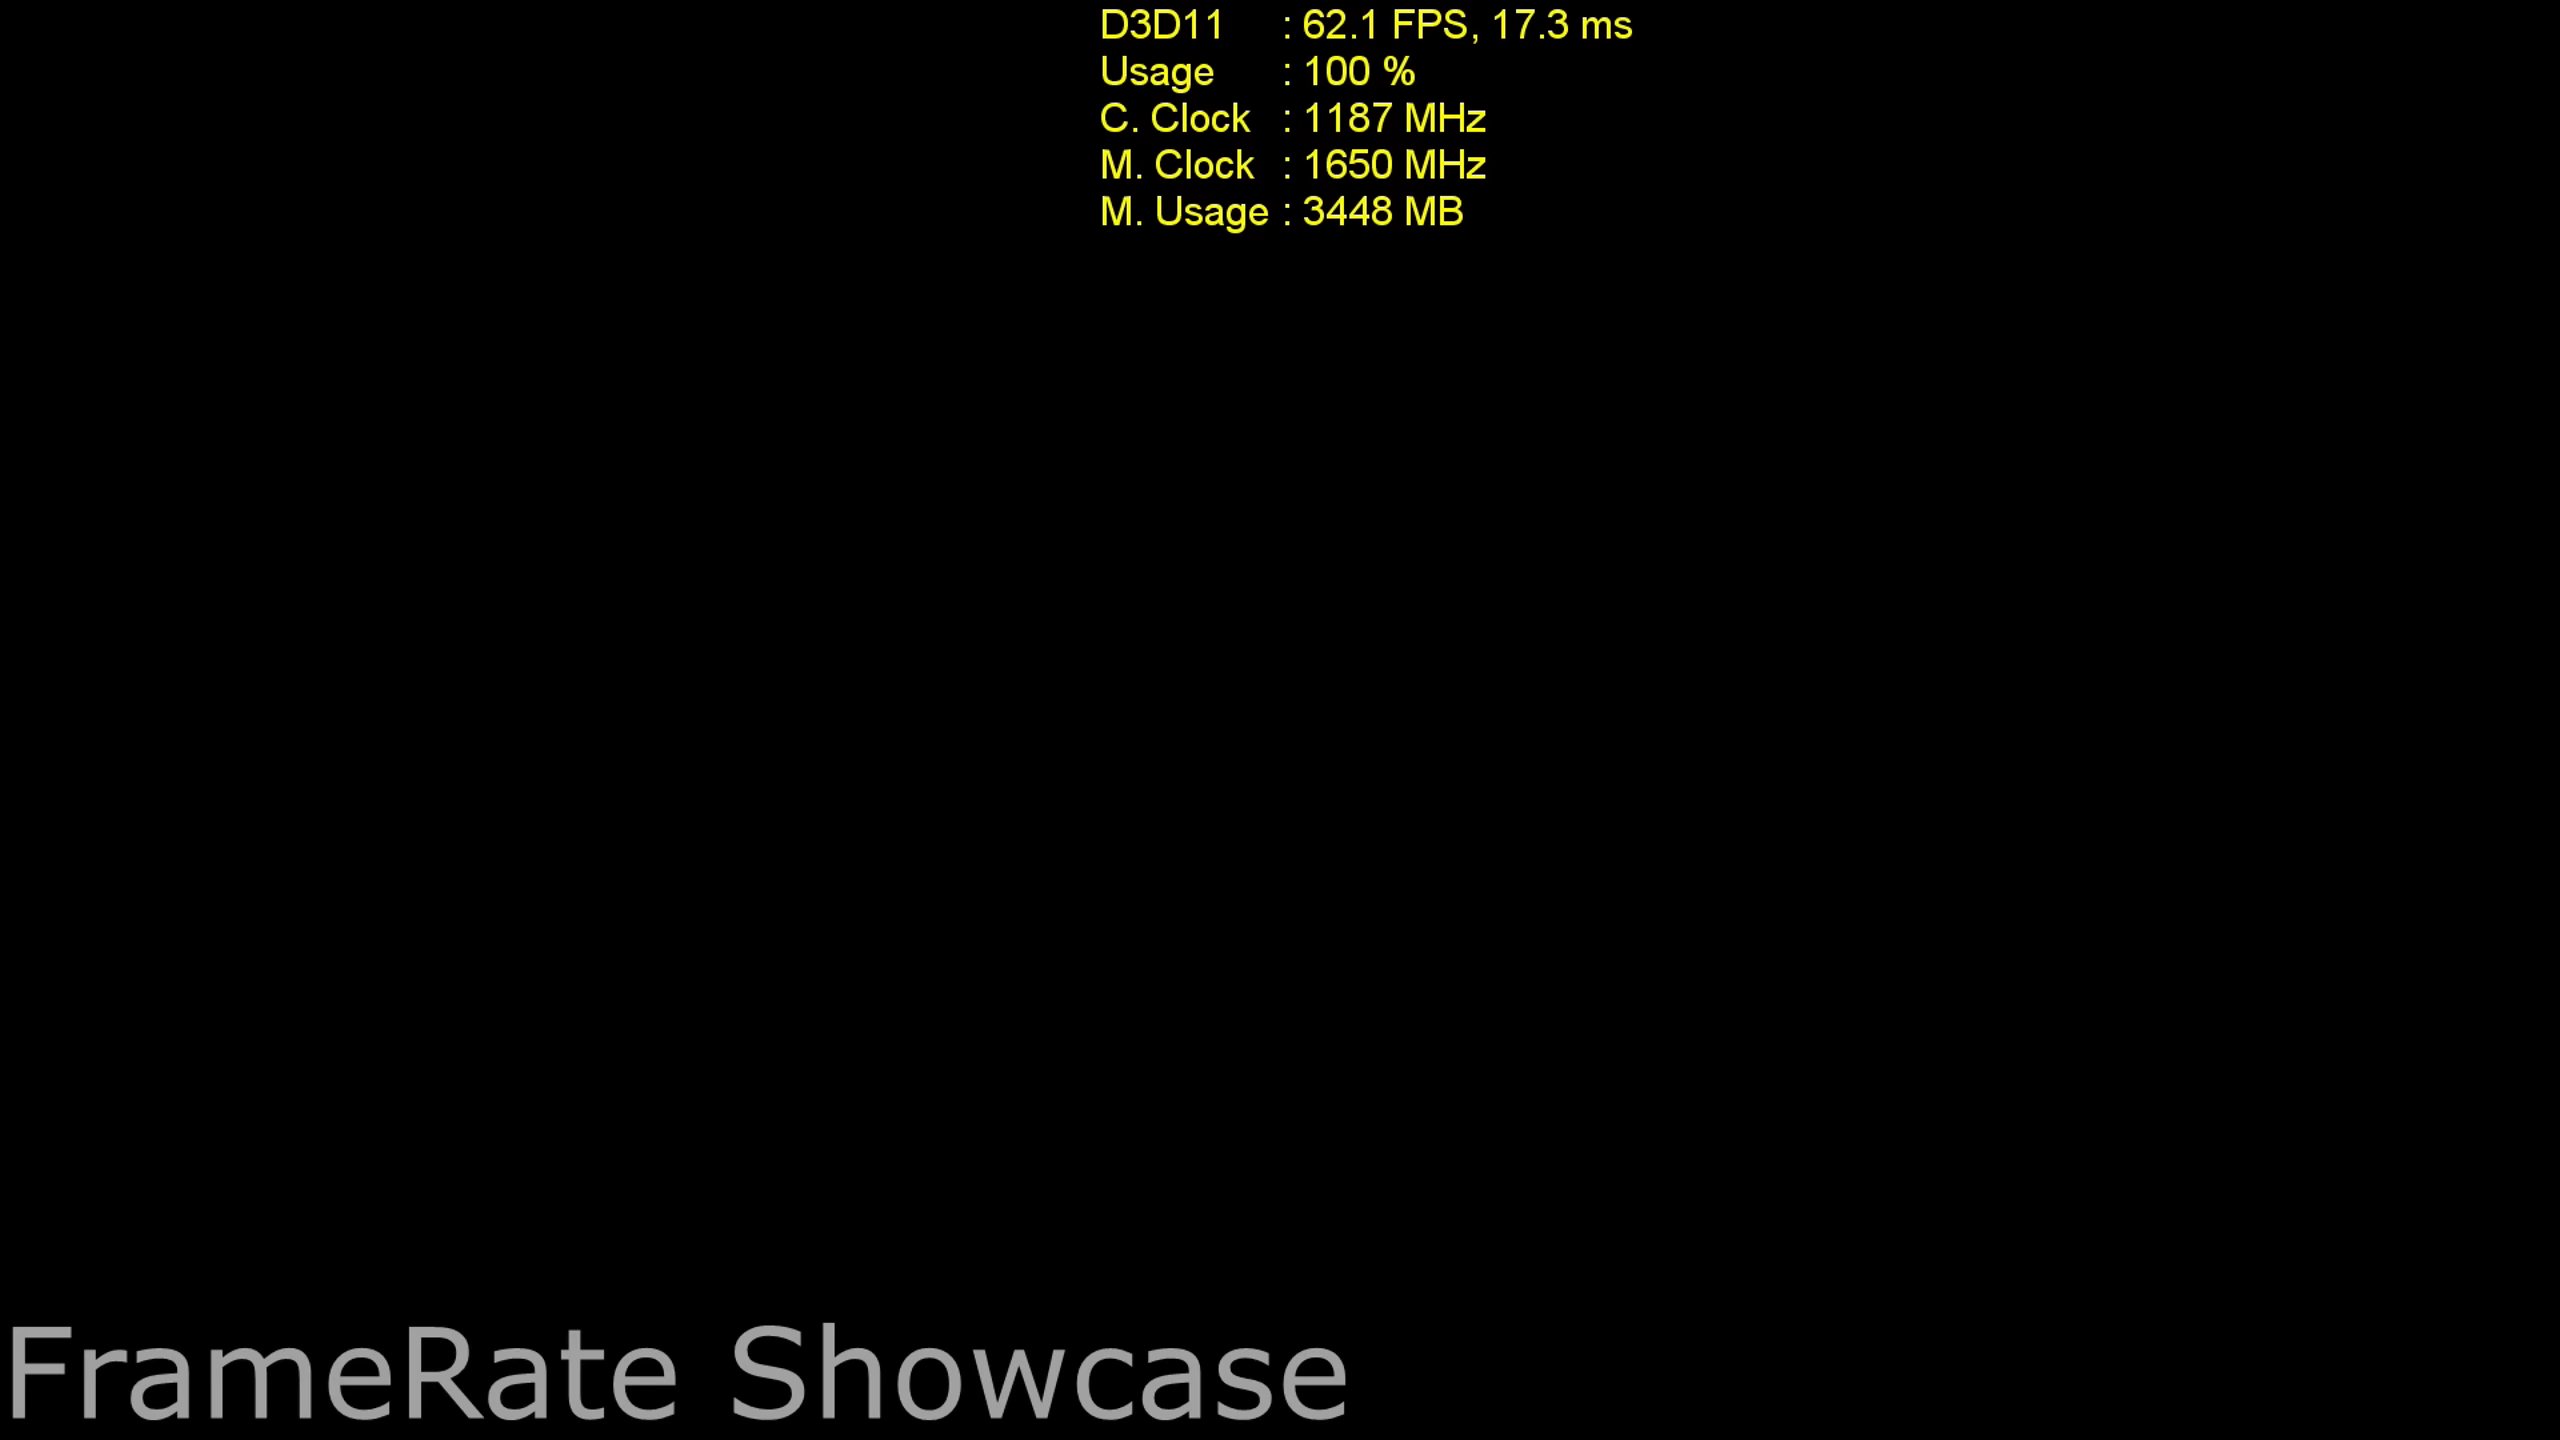 D3D11 : 62.1 FPS, 17.3 ms
Usage : 100 %
C. Clock : 1187 MHz
M. Clock : 1650 MHz
M. Usage : 3448 MB
FrameRate Showcase